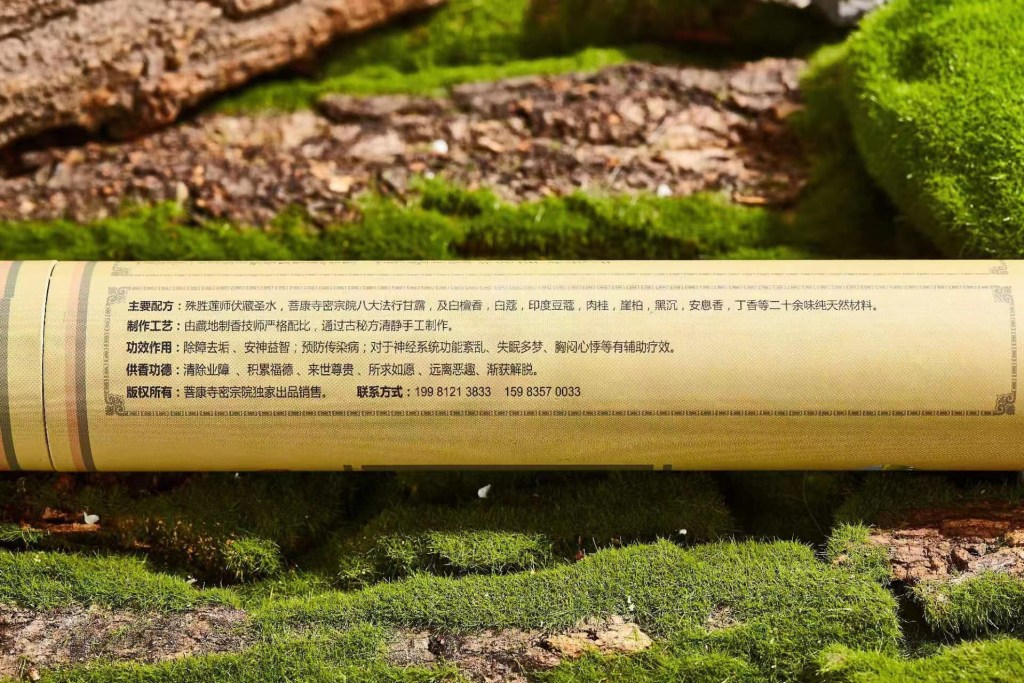 主要配方：殊胜莲师伏藏圣水，菩康寺密宗院八大法行甘露，及白檀香，白蔻，印度豆蔻，肉桂，崖柏，黑沉，安息香，丁香等二十余味纯天然材料。
制作工艺：由藏地制香技师严格配比，通过古秘方清静手工制作。
功效作用：除障去垢、安神益智；预防传染病；对于神经系统功能紊乱、失眠多梦、胸闷心悸等有辅助疗效。
供香功德：清除业障、积累福德、来世尊贵、所求如愿、远离恶趣、渐获解脱。
版权所有：菩康寺密宗院独家出品销售。 联系方式：199 8121 3833 159 8357 0033